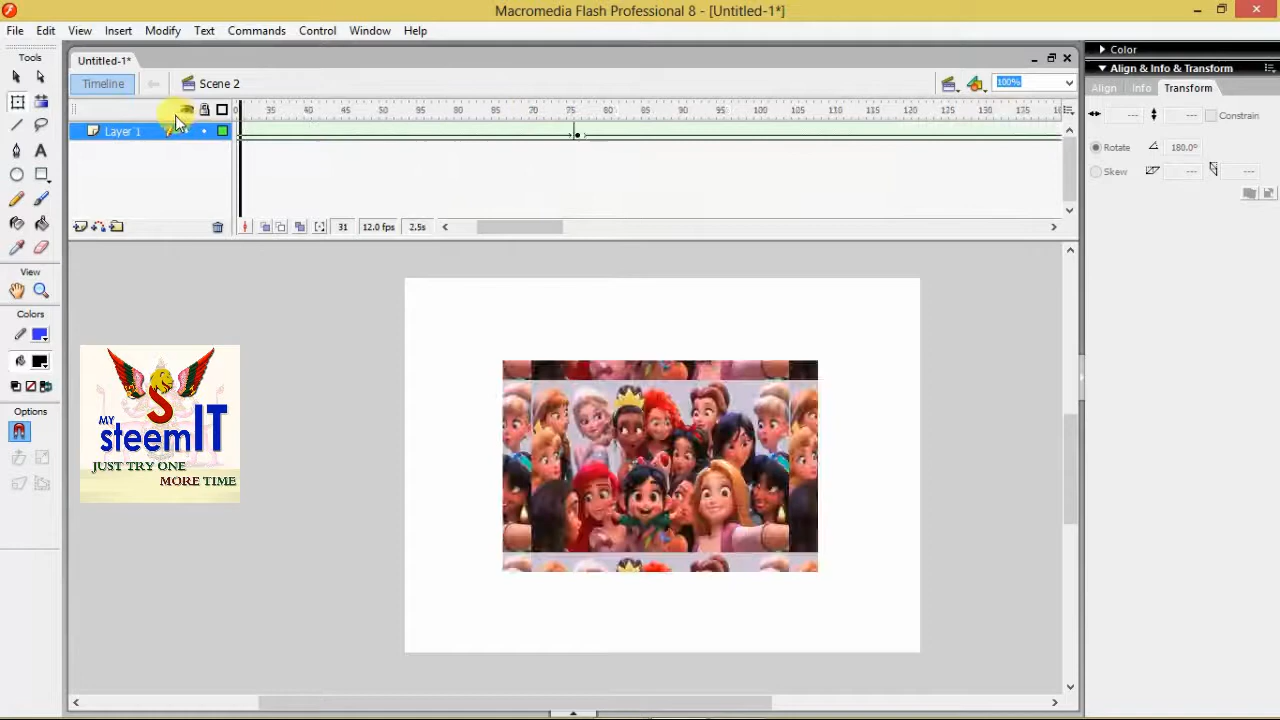 Macromedia Flash Professional 8 - [Untitled-1*]
File Edit View Insert Modify Text Commands Control Window Help
Tools
Untitled-1*
Timeline
Scene 2
100%
35 40 45 50 55 60 65 70 75 80 85 90 95 100 105 110 115 120 125 130 135
Layer 1
31 12.0 fps 2.5s
View
Colors
Options
Color
Align & Info & Transform
Align Info Transform
Constrain
Rotate 180.0°
Skew
MY
steemIT
JUST TRY ONE
MORE TIME